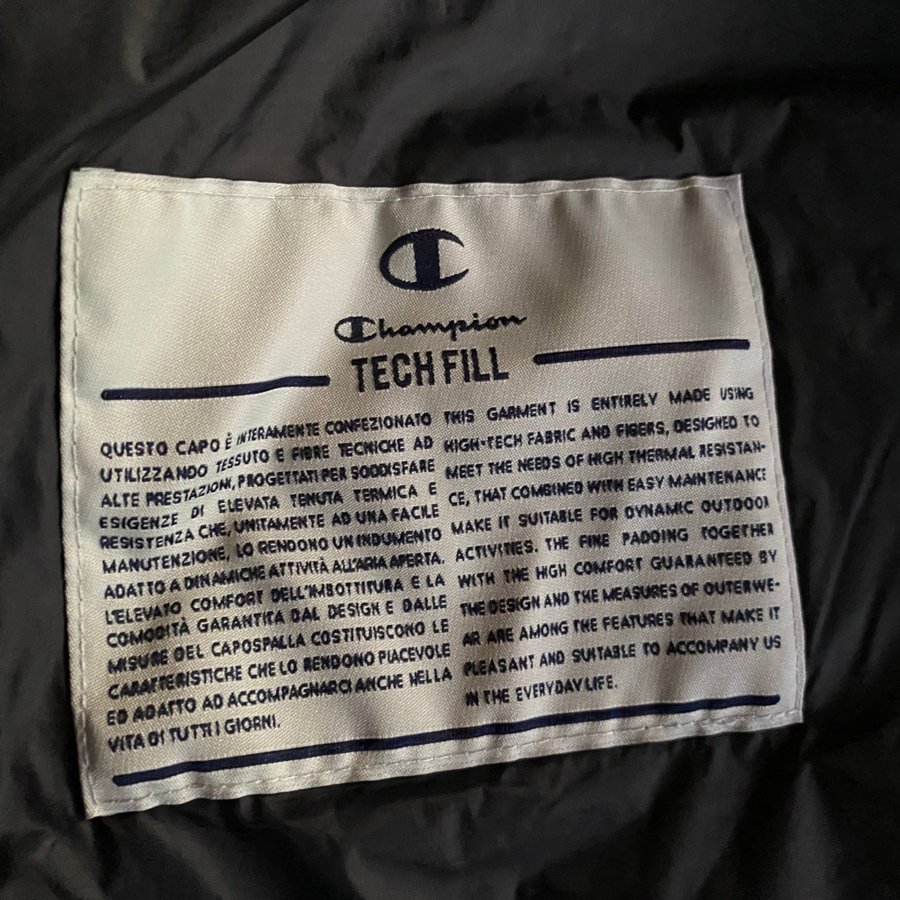 Champion
TECH FILL
QUESTO CAPO È INTERAMENTE CONFEZIONATO
UTILIZZANDO TESSUTO E FIBRE TECNICHE AD
ALTE PRESTAZIONI, PROGETTATI PER SODDISFARE
ESIGENZE DI ELEVATA TENUTA TERMICA E
RESISTENZA CHE, UNITAMENTE AD UNA FACILE
MANUTENZIONE, LO RENDONO UN INDUMENTO
ADATTO A DINAMICHE ATTIVITÀ ALL'ARIA APERTA.
L'ELEVATO COMFORT DELL'IMBOTTITURA E LA
COMODITÀ GARANTITA DAL DESIGN E DALLE
MISURE DEL CAPOSPALLA COSTITUISCONO LE
CARATTERISTICHE CHE LO RENDONO PIACEVOLE
ED ADATTO AD ACCOMPAGNARCI ANCHE NELLA
VITA DI TUTTI I GIORNI.
THIS GARMENT IS ENTIRELY MADE USING
HIGH-TECH FABRIC AND FIBERS, DESIGNED TO
MEET THE NEEDS OF HIGH THERMAL RESISTAN-
CE, THAT COMBINED WITH EASY MAINTENANCE
MAKE IT SUITABLE FOR DYNAMIC OUTDOOR
ACTIVITIES. THE FINE PADDING TOGETHER
WITH THE HIGH COMFORT GUARANTEED BY
THE DESIGN AND THE MEASURES OF OUTERWE-
AR ARE AMONG THE FEATURES THAT MAKE IT
PLEASANT AND SUITABLE TO ACCOMPANY US
IN THE EVERYDAY LIFE.